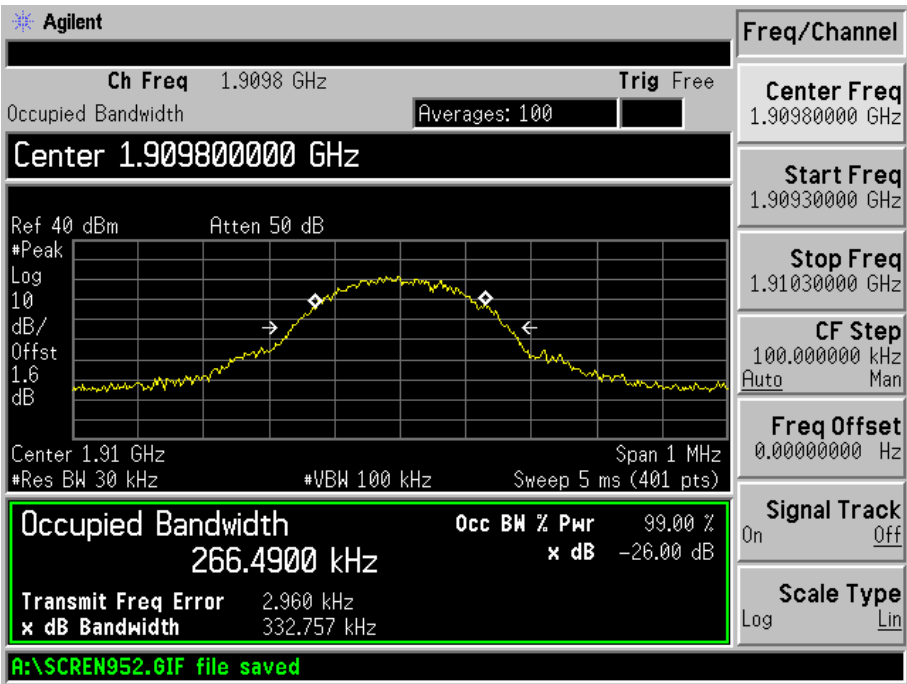 Agilent
Freq/Channel
Ch Freq 1.9098 GHz Trig Free
Occupied Bandwidth Averages: 100
Center 1.909800000 GHz
Ref 40 dBm Atten 50 dB
#Peak
Log
10
dB/
Offst
1.6
dB
Center 1.91 GHz Span 1 MHz
#Res BW 30 kHz #VBW 100 kHz Sweep 5 ms (401 pts)
Occupied Bandwidth Occ BW % Pwr 99.00 %
266.4900 kHz x dB -26.00 dB
Transmit Freq Error 2.960 kHz
x dB Bandwidth 332.757 kHz
A:\SCREN952.GIF file saved
Center Freq
1.90980000 GHz
Start Freq
1.90930000 GHz
Stop Freq
1.91030000 GHz
CF Step
100.000000 kHz
Auto Man
Freq Offset
0.00000000 Hz
Signal Track
On Off
Scale Type
Log Lin